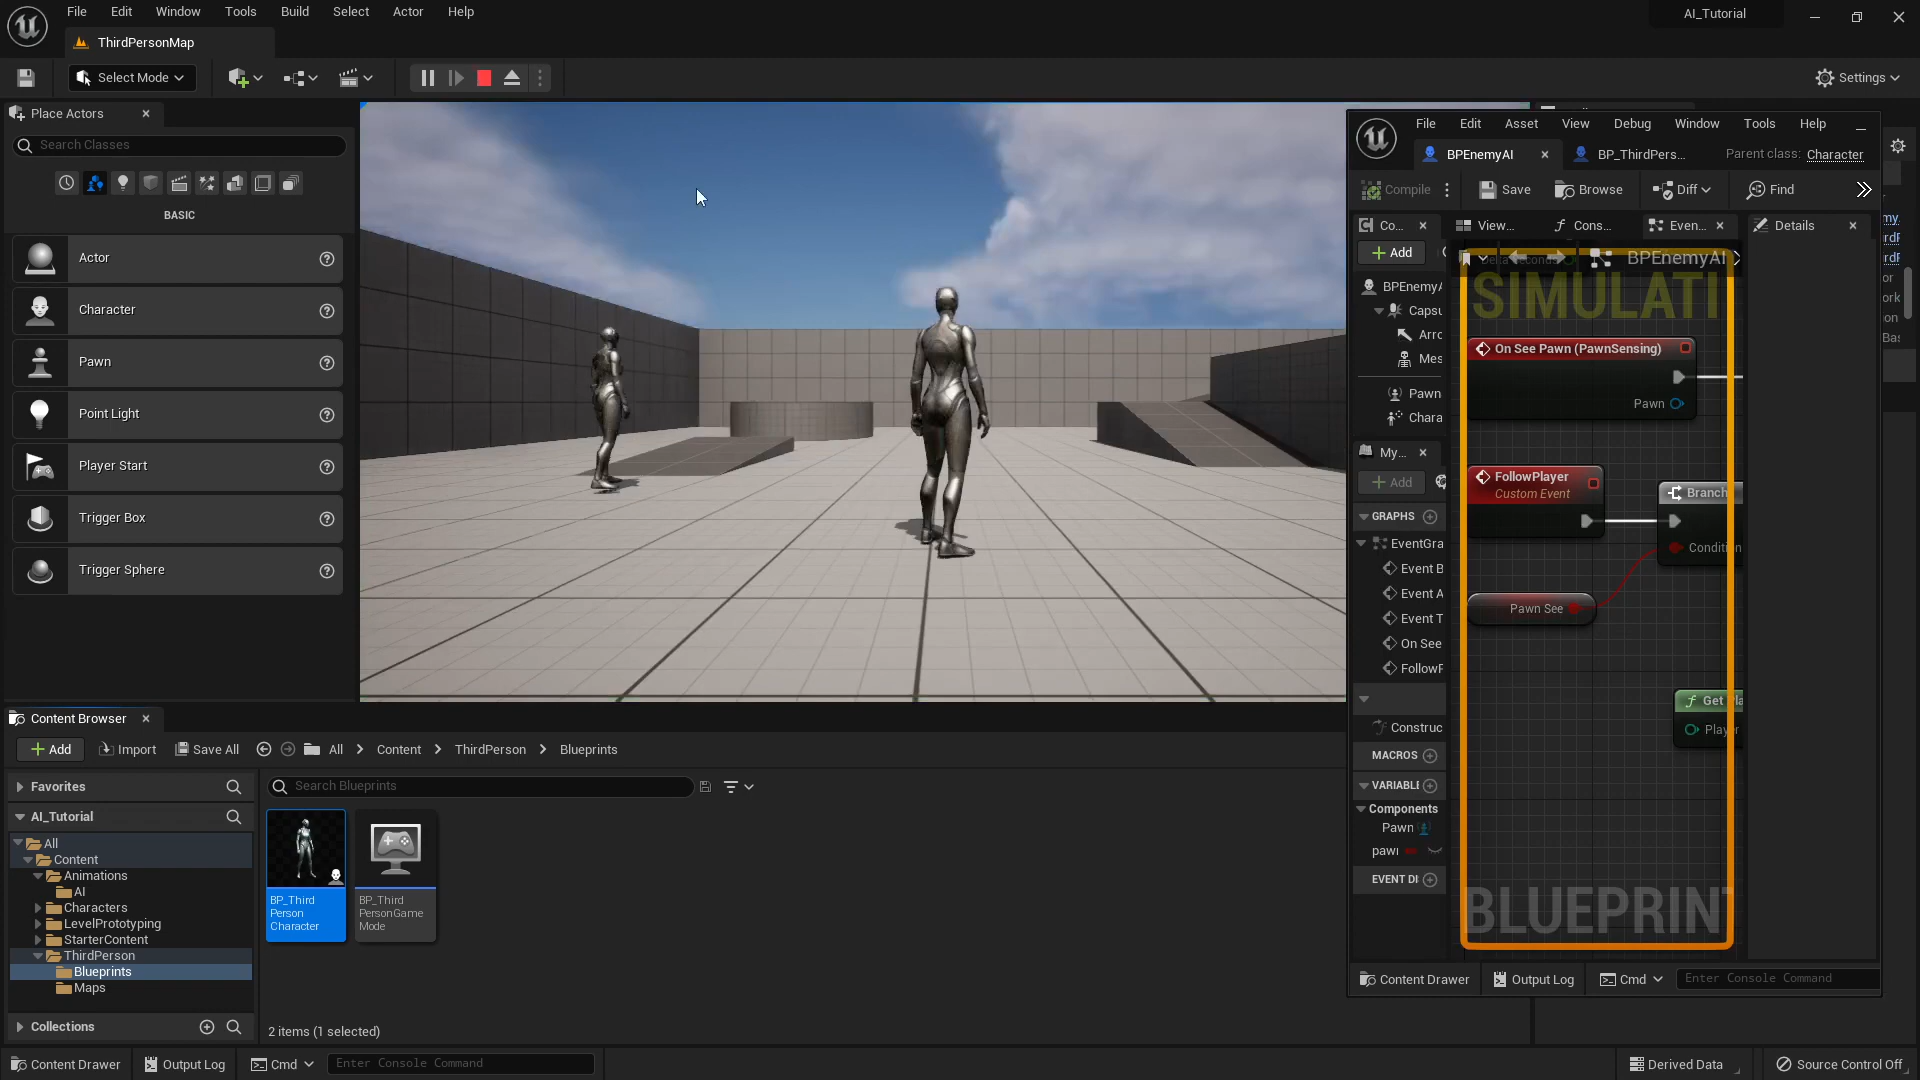 File Edit Window Tools Build Select Actor Help
AI_Tutorial
ThirdPersonMap
Select Mode
Settings
Place Actors
Search Classes
BASIC
Actor
Character
Pawn
Point Light
Player Start
Trigger Box
Trigger Sphere
File Edit Asset View Debug Window Tools Help
BPEnemyAI
BP_ThirdPers...
Parent class: Character
Compile
Save
Browse
Diff
Find
Co...
View...
Cons...
Even...
Details
Add
BPEnemyA
Capsu
Arro
Mes
Pawn
Chara
My...
Add
GRAPHS
EventGra
Event B
Event A
Event T
On See
FollowP
Construc
MACROS
VARIABLE
Components
Pawn
pawn
EVENT DI
BPEnemyAI
SIMULATI
On See Pawn (PawnSensing)
Pawn
FollowPlayer
Custom Event
Branch
Condition
Pawn See
Get Pla
Player
BLUEPRINT
Content Drawer
Output Log
Cmd
Enter Console Command
Content Browser
Add
Import
Save All
All
Content
ThirdPerson
Blueprints
Favorites
Search Blueprints
AI_Tutorial
All
Content
Animations
AI
Characters
LevelPrototyping
StarterContent
ThirdPerson
Blueprints
Maps
Collections
BP_Third
Person
Character
BP_Third
PersonGame
Mode
2 items (1 selected)
Content Drawer
Output Log
Cmd
Enter Console Command
Derived Data
Source Control Off